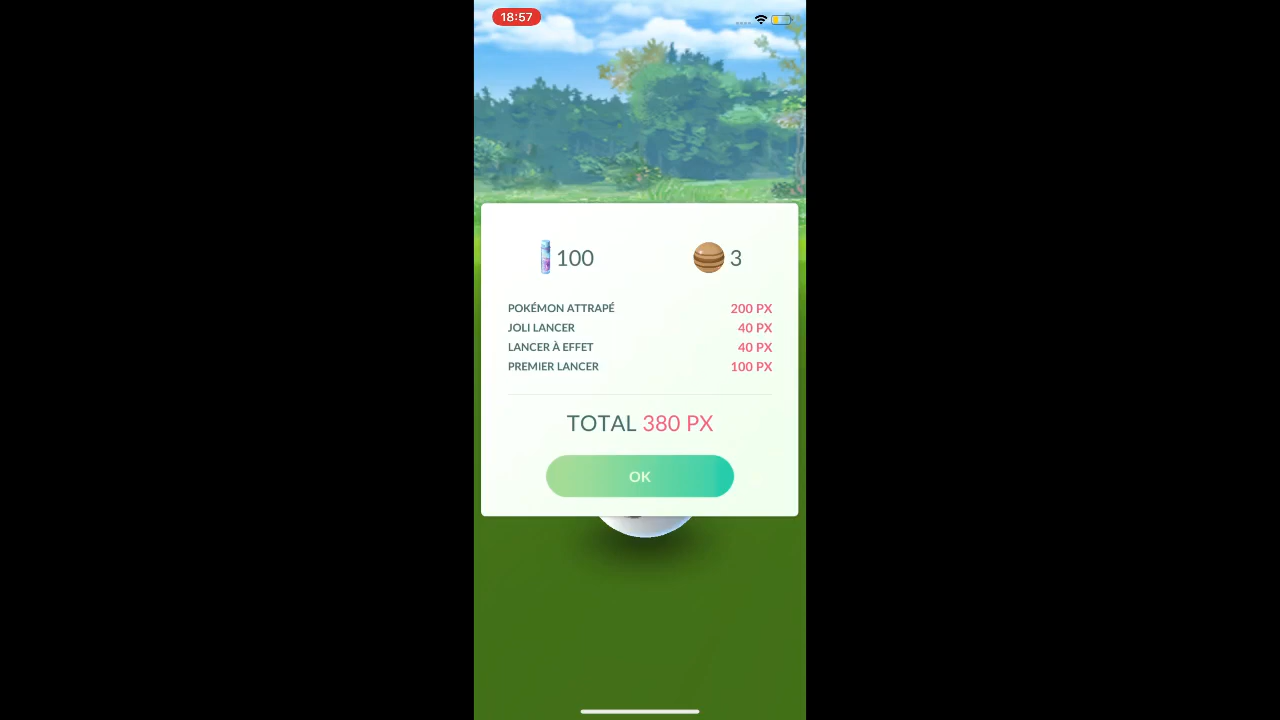 18:57
100
3
POKÉMON ATTRAPÉ 200 PX
JOLI LANCER 40 PX
LANCER À EFFET 40 PX
PREMIER LANCER 100 PX
TOTAL 380 PX
OK